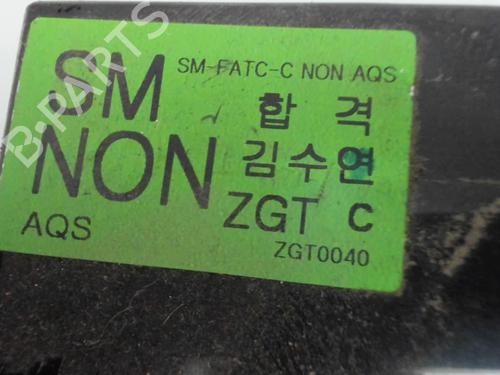 SM
SM-FATC-C NON AQS
합 격
NON
김수연
ZGT C
AQS
ZGT0040
B-PARTS